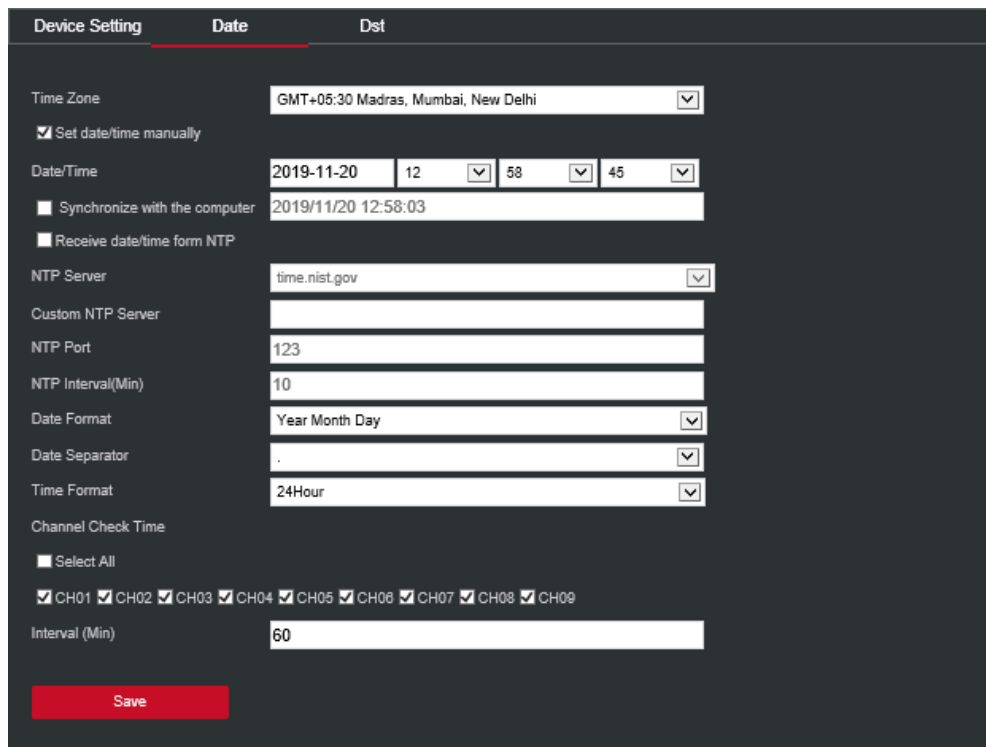 Device Setting Date Dst
Time Zone GMT+05:30 Madras, Mumbai, New Delhi
Set date/time manually
Date/Time 2019-11-20 12 58 45
Synchronize with the computer 2019/11/20 12:58:03
Receive date/time form NTP
NTP Server time.nist.gov
Custom NTP Server
NTP Port 123
NTP Interval(Min) 10
Date Format Year Month Day
Date Separator .
Time Format 24Hour
Channel Check Time
Select All
CH01 CH02 CH03 CH04 CH05 CH06 CH07 CH08 CH09
Interval (Min) 60
Save